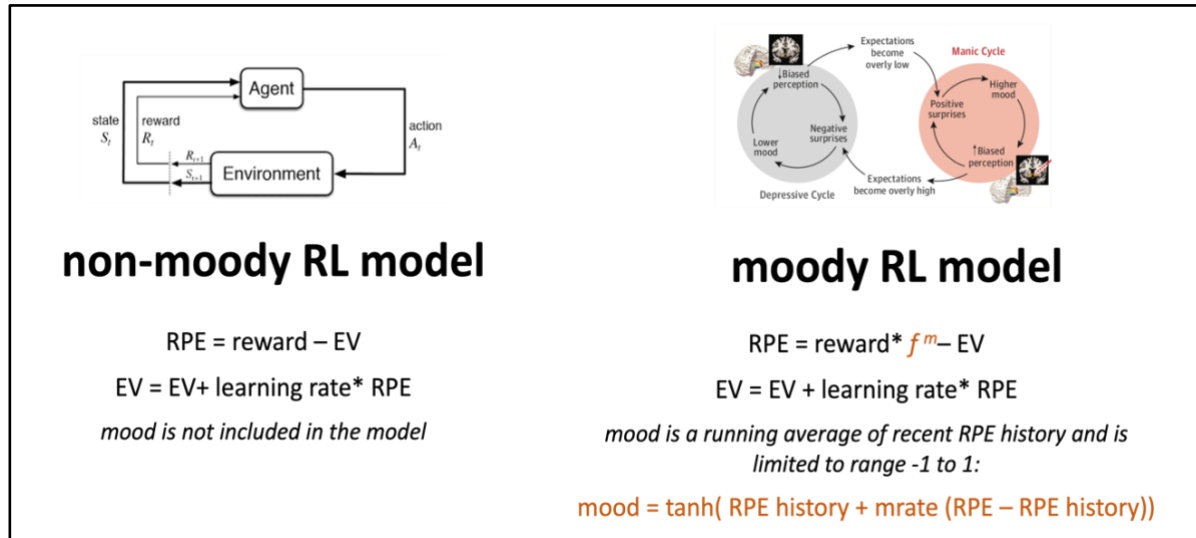 Agent
state
S_t
reward
R_t
action
A_t
R_{t+1}
S_{t+1}
Environment
non-moody RL model
RPE = reward – EV
EV = EV+ learning rate* RPE
mood is not included in the model
Expectations
become
overly low
Manic Cycle
↓Biased
perception
Higher
mood
Positive
surprises
Negative
surprises
Lower
mood
↑Biased
perception
Expectations
become overly high
Depressive Cycle
moody RL model
RPE = reward* f^m – EV
EV = EV + learning rate* RPE
mood is a running average of recent RPE history and is
limited to range -1 to 1:
mood = tanh( RPE history + mrate (RPE – RPE history))